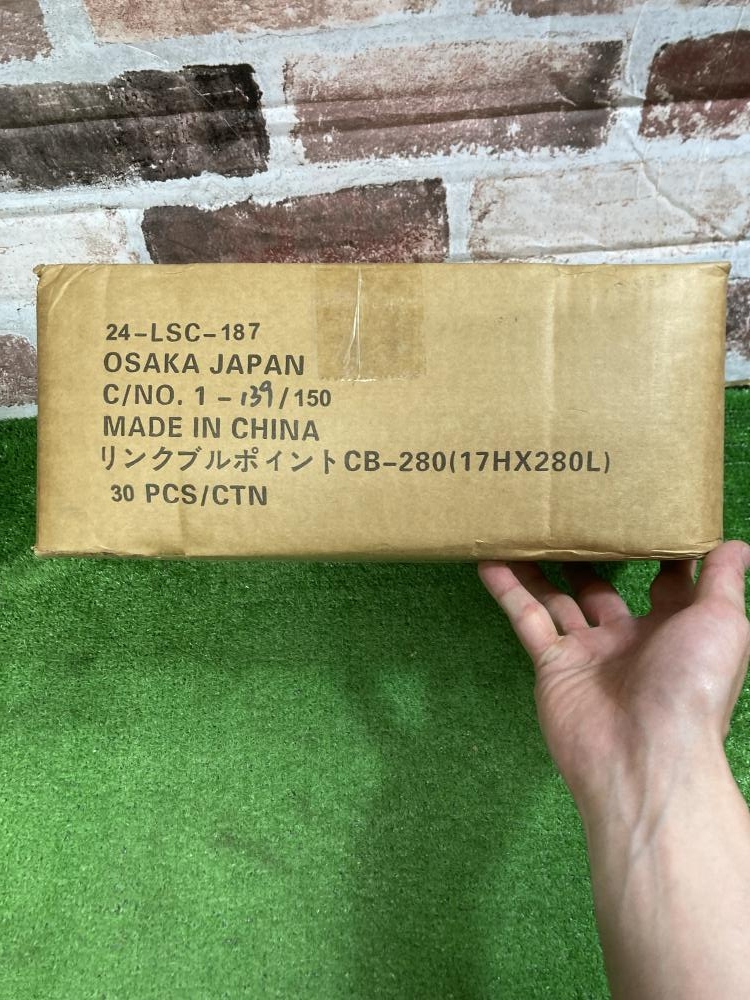 24-LSC-187
OSAKA JAPAN
C/NO. 1 - 139/150
MADE IN CHINA
リンクブルポイントCB-280(17HX280L)
30 PCS/CTN